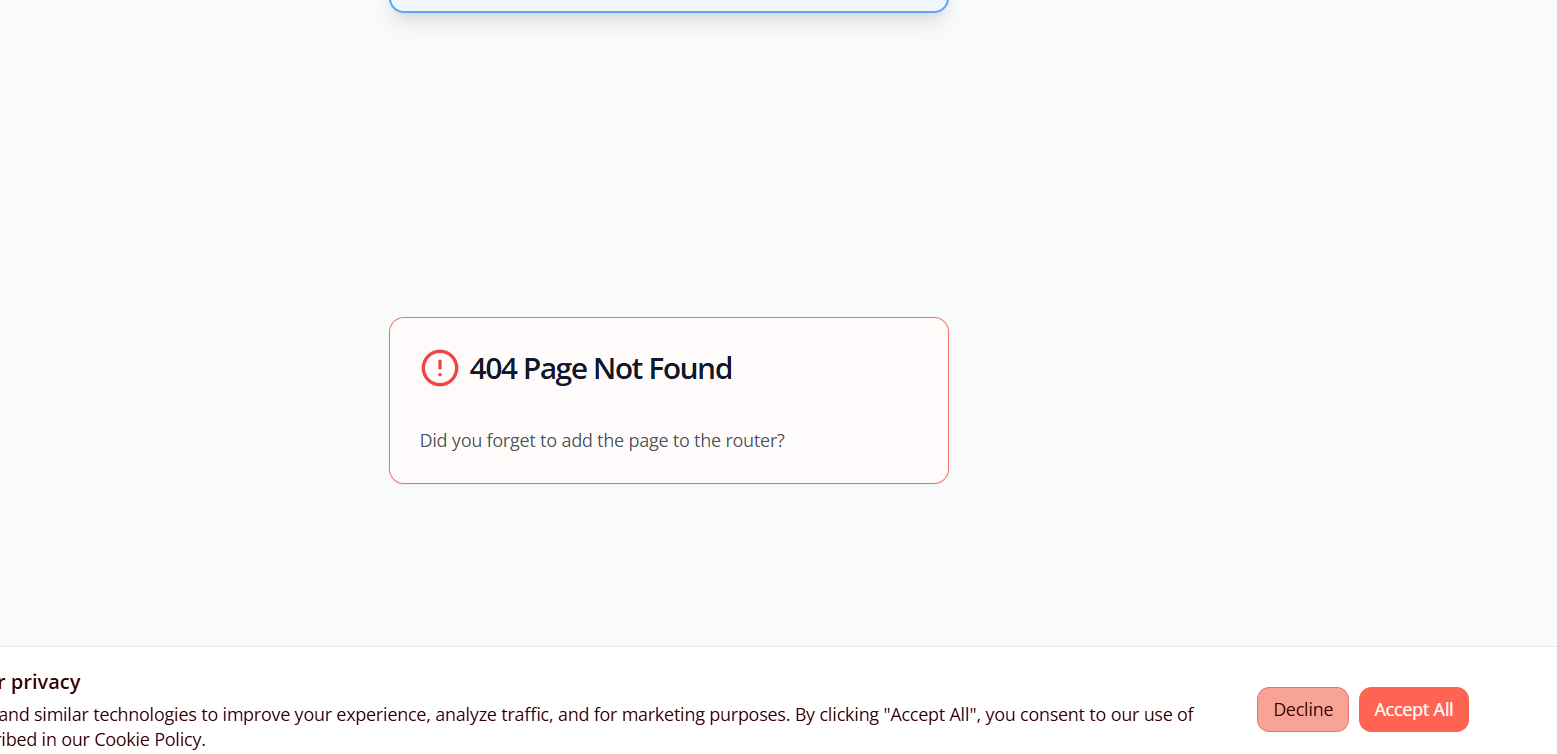 404 Page Not Found
Did you forget to add the page to the router?
privacy
and similar technologies to improve your experience, analyze traffic, and for marketing purposes. By clicking "Accept All", you consent to our use of
in our Cookie Policy.
Decline
Accept All